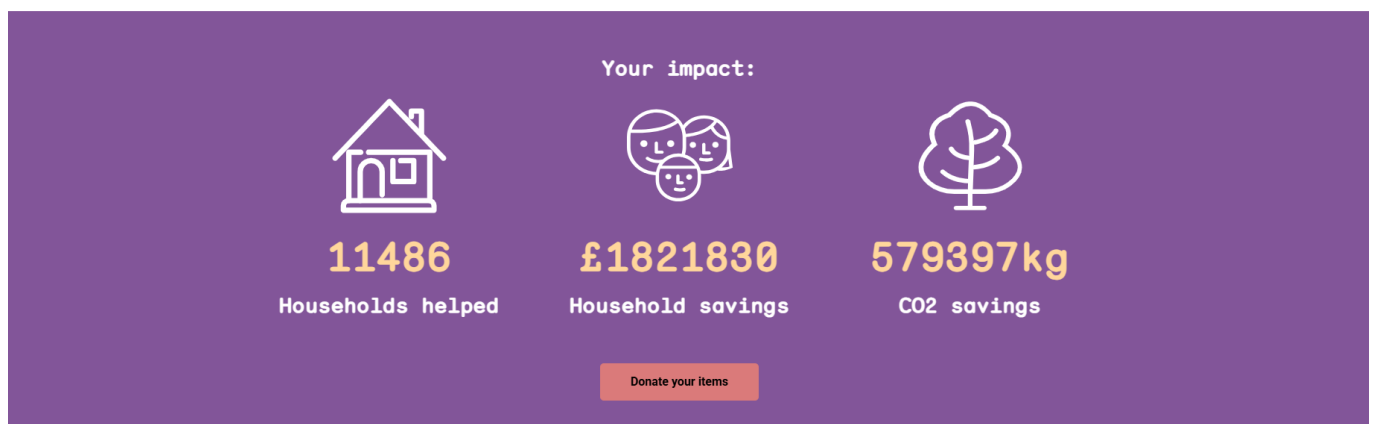 Your impact:
11486
£1821830
579397kg
Households helped
Household savings
CO2 savings
Donate your items